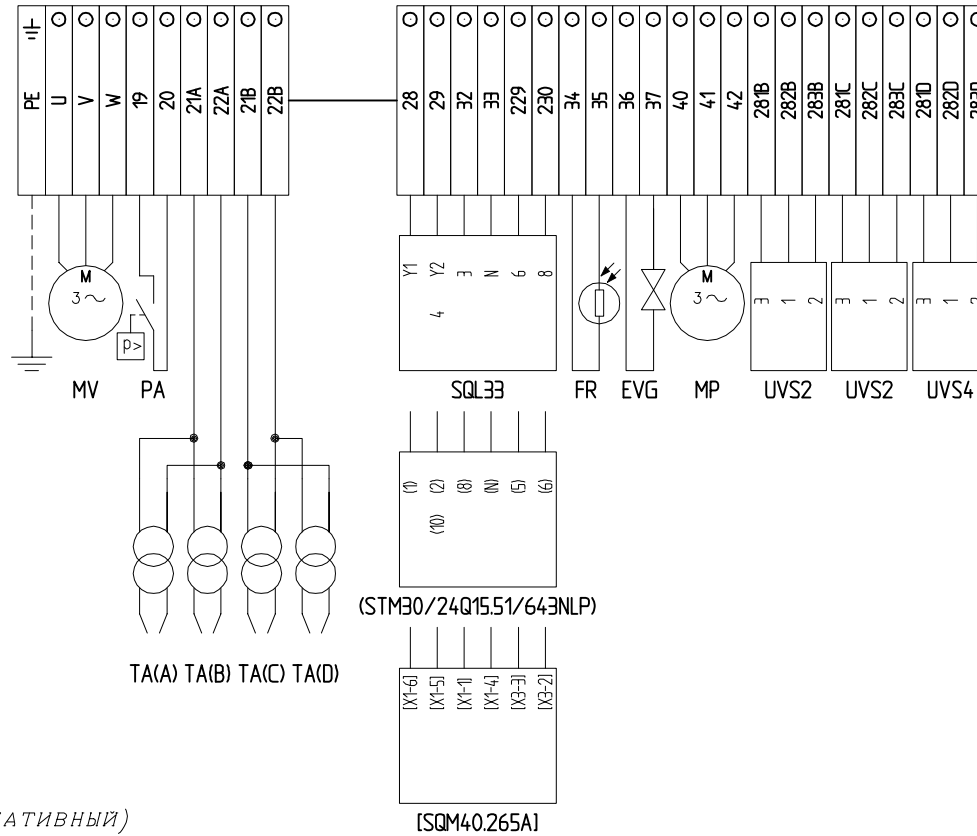 PE U V W 19 20 21A 22A 21B 22B
28 29 32 33 229 230 34 35 36 37 40 41 42 281B 282B 283B 281C 282C 283C 281D 282D 283D
Y1 Y2 3 N 6 8
4
M
3~
p>
M
3~
3 1 2
3 1 2
3 1 2
MV PA SQL33 FR EVG MP UVS2 UVS2 UVS4
(1) (2) (8) (N) (5) (6)
(10)
(STM30/24Q15.51/643NLP)
TA(A) TA(B) TA(C) TA(D)
[X1-6] [X1-5] [X1-1] [X1-4] [X3-3] [X3-2]
[SQM40.265A]
АТИВНЫЙ)